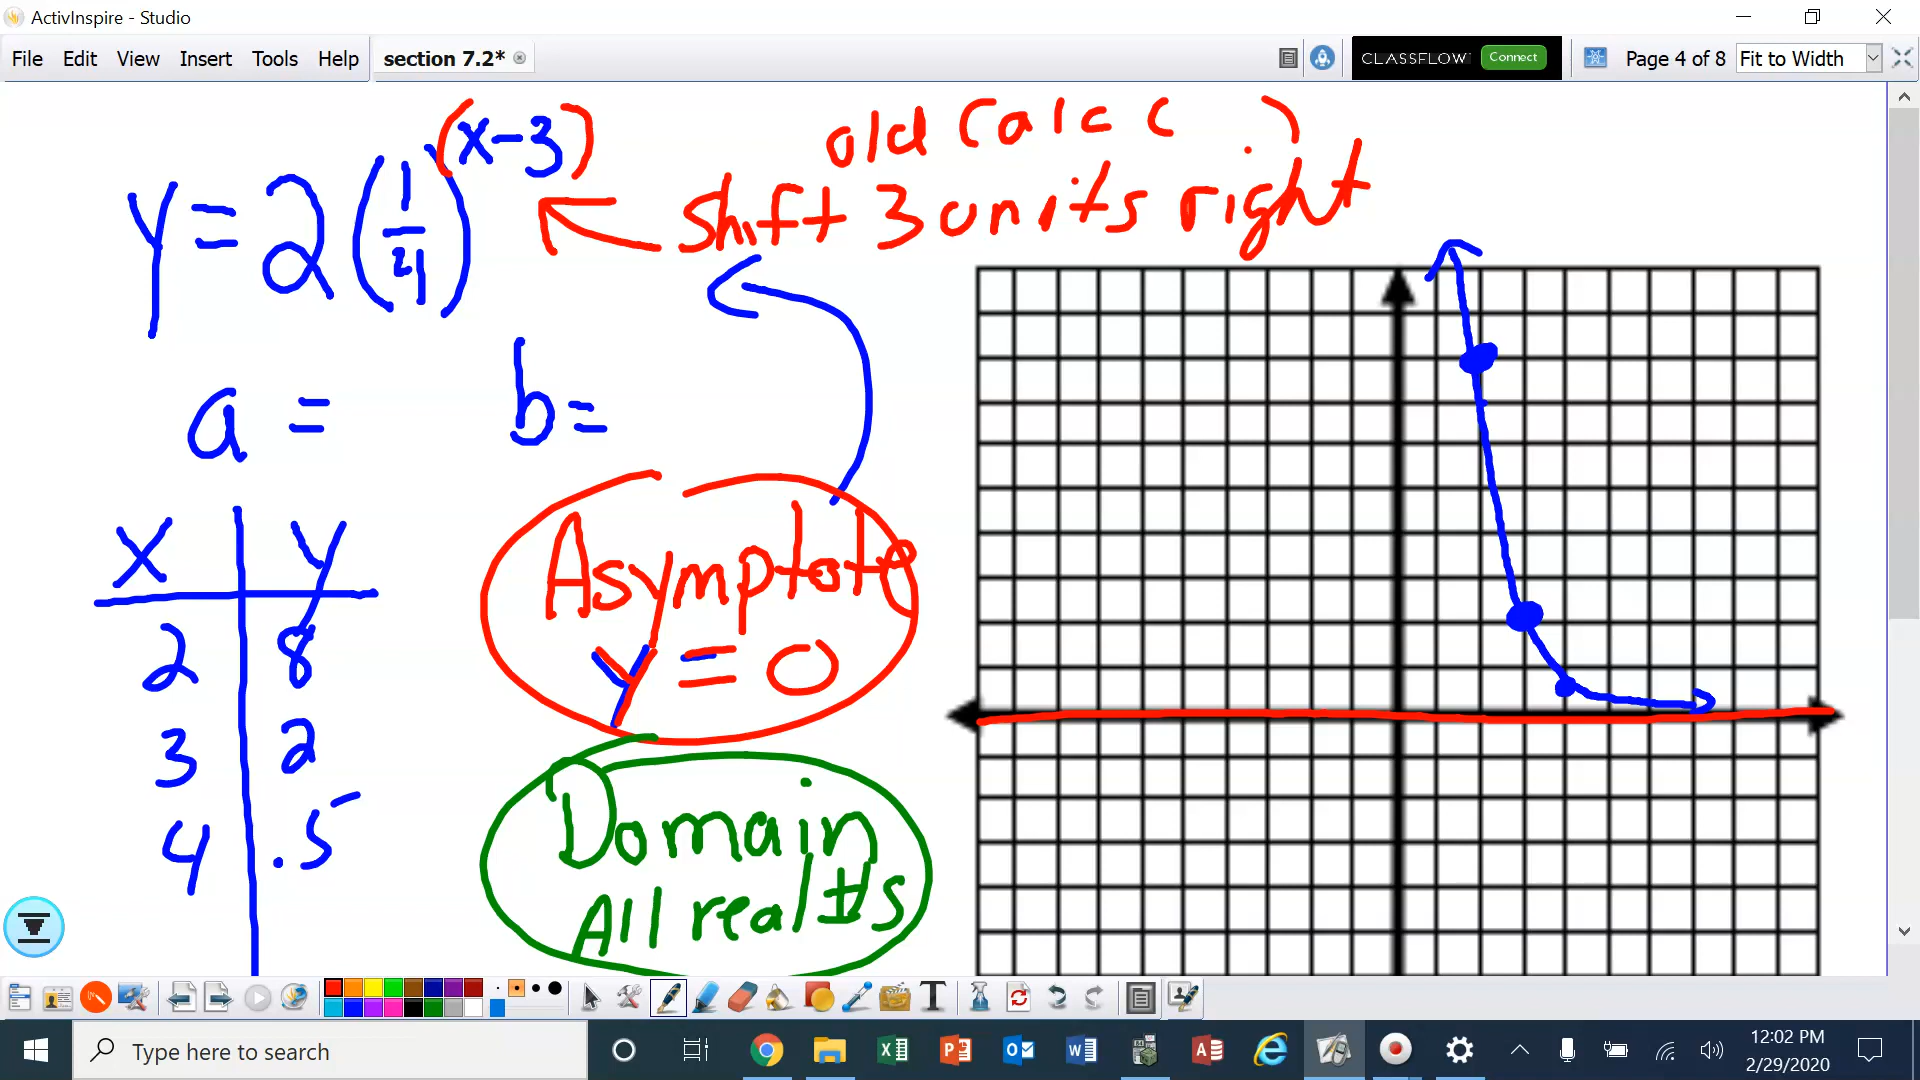 ActivInspire - Studio
File Edit View Insert Tools Help section 7.2* CLASSFLOW Connect Page 4 of 8 Fit to Width
y = 2(1/4)^(x-3)
old calc ( )
shift 3 units right
a = b=
x y
2 8
3 2
4 .5
Asymptote
y = 0
Domain
All real #s
T
Type here to search
12:02 PM
2/29/2020